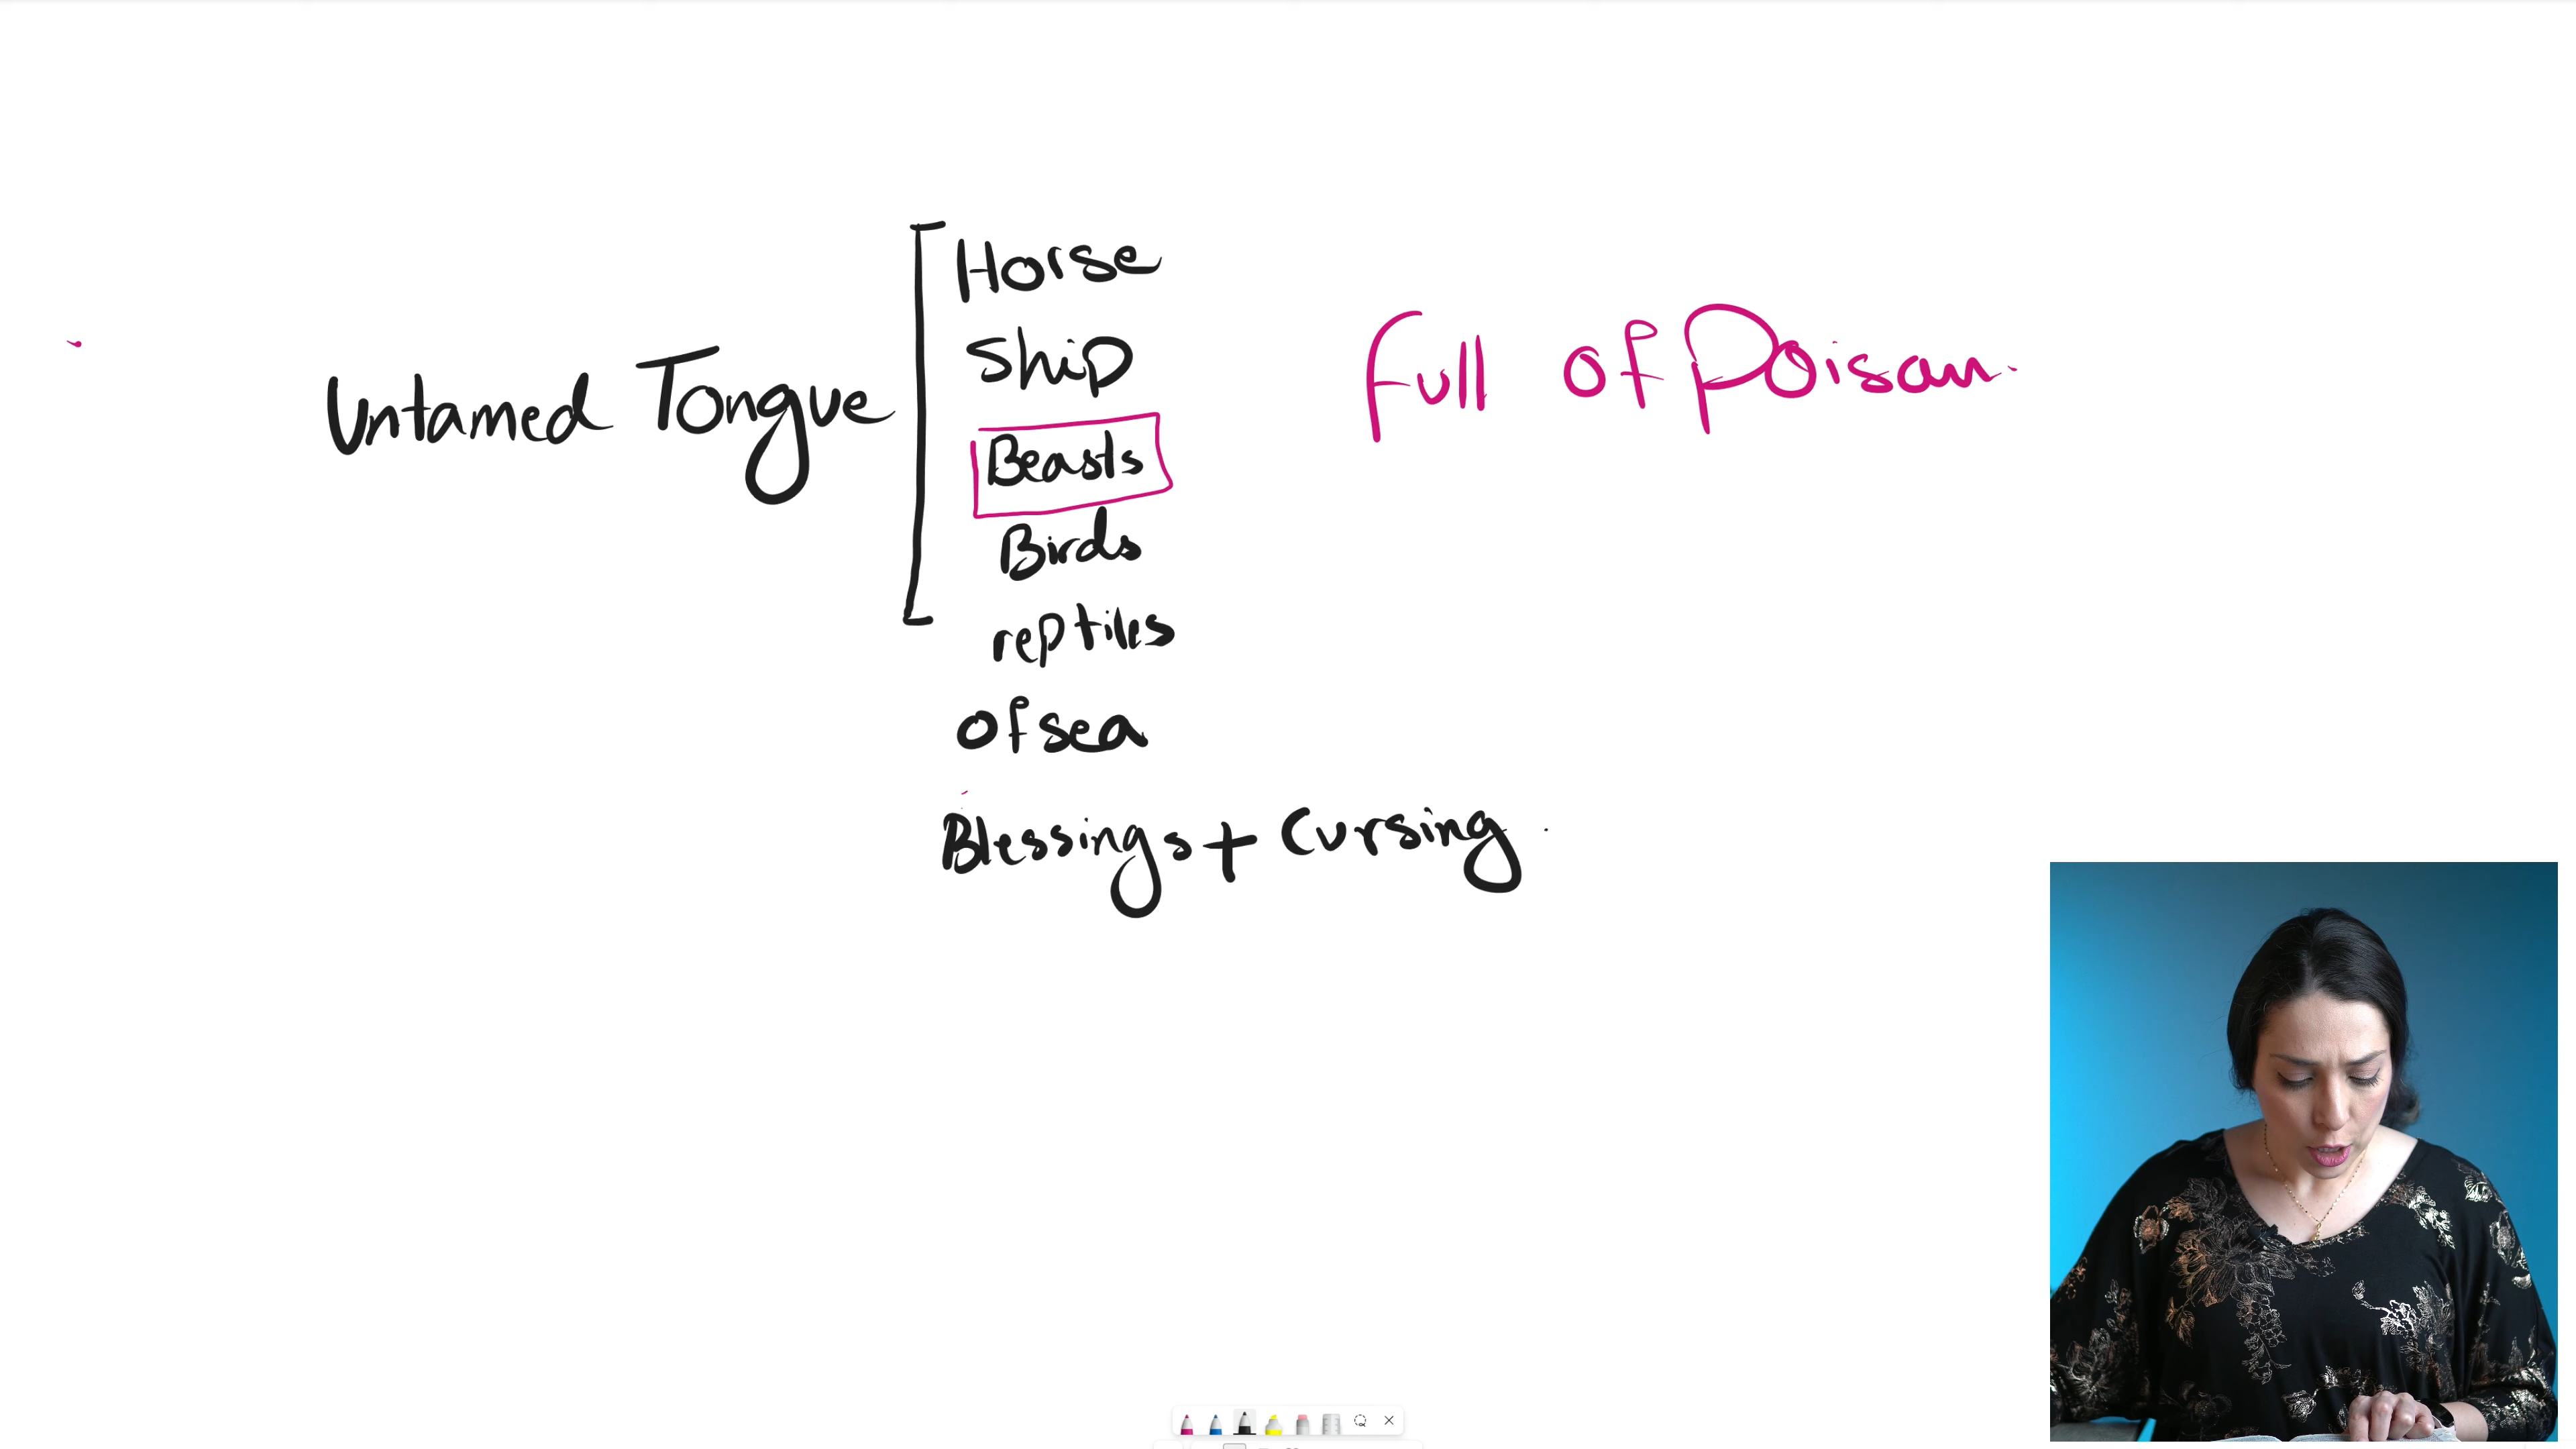 Horse
Ship
Untamed Tongue
Full of Poison.
Beasts
Birds
reptiles
of sea
Blessings + Cursing.